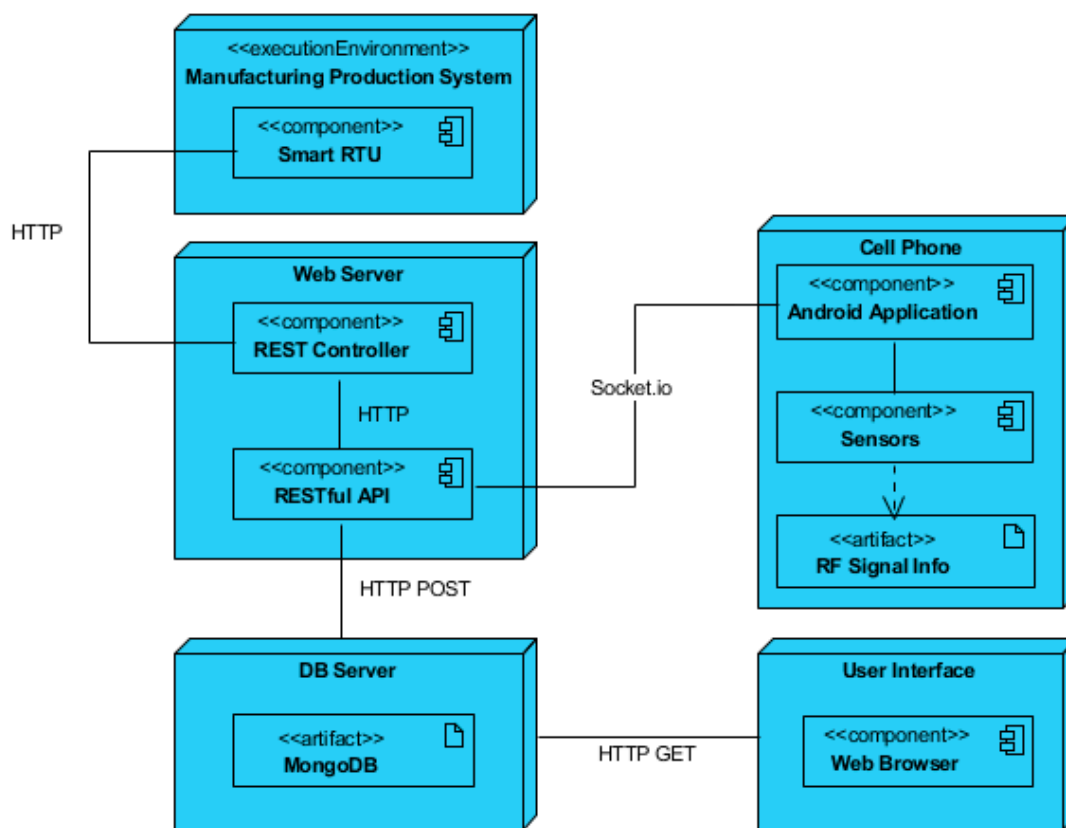 <<executionEnvironment>>
Manufacturing Production System
<<component>>
Smart RTU
HTTP
Web Server
<<component>>
REST Controller
HTTP
<<component>>
RESTful API
HTTP POST
Socket.io
Cell Phone
<<component>>
Android Application
<<component>>
Sensors
<<artifact>>
RF Signal Info
DB Server
<<artifact>>
MongoDB
HTTP GET
User Interface
<<component>>
Web Browser